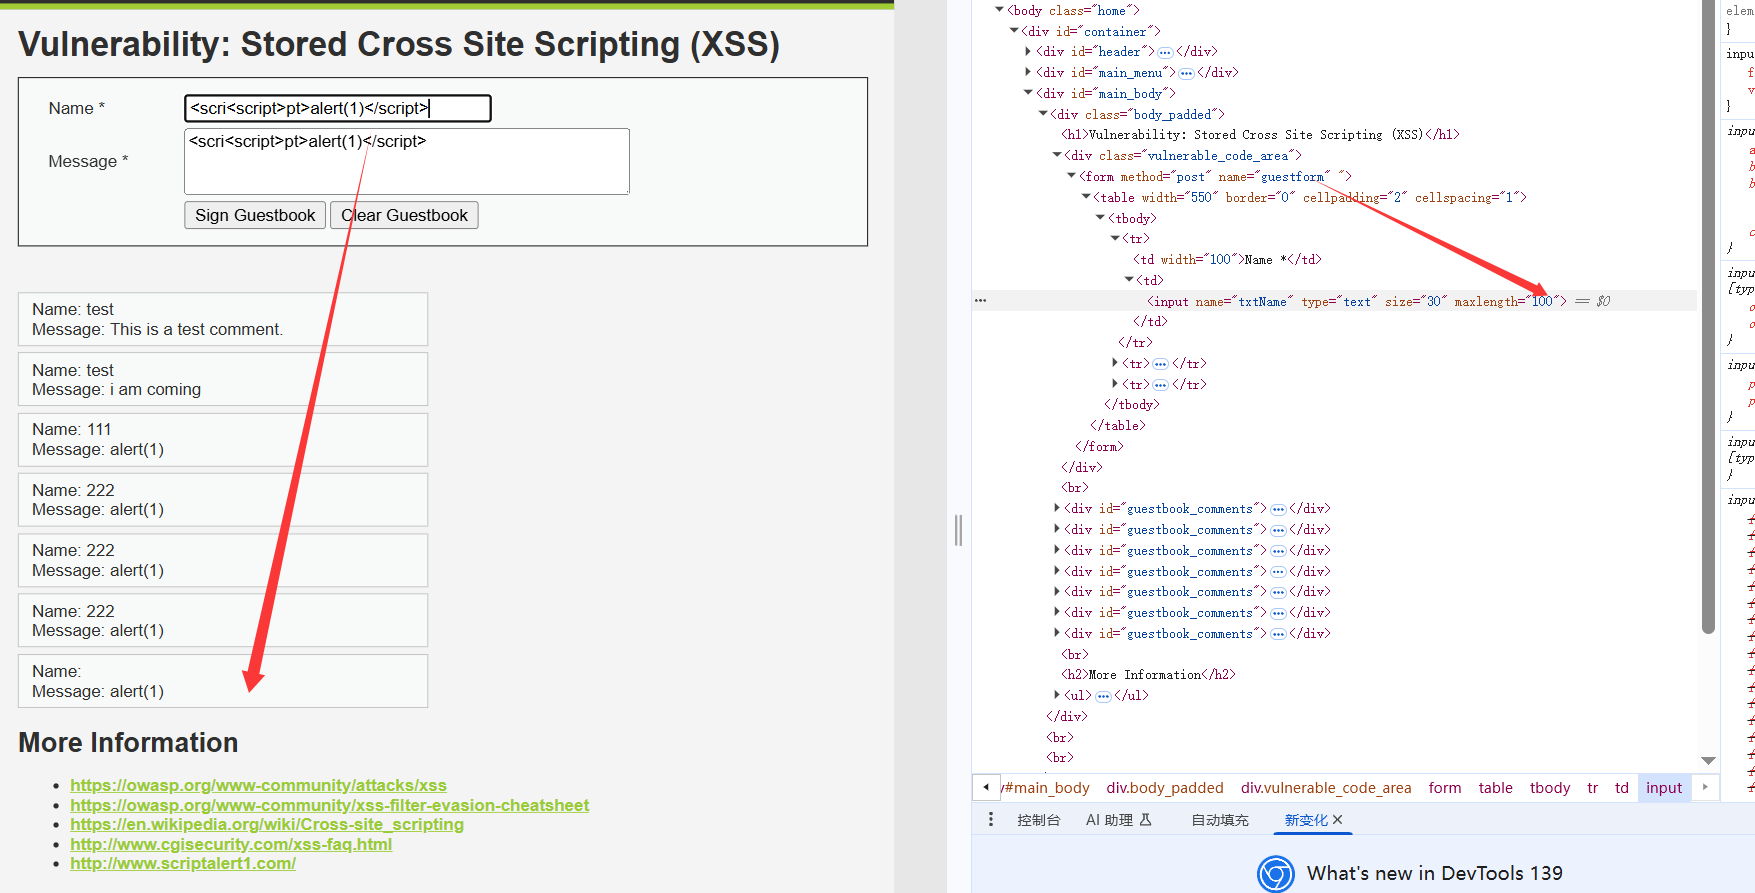 Vulnerability: Stored Cross Site Scripting (XSS)
Name *
<scri<script>pt>alert(1)</script>
Message *
<scri<script>pt>alert(1)</script>
Sign Guestbook
Clear Guestbook
Name: test
Message: This is a test comment.
Name: test
Message: i am coming
Name: 111
Message: alert(1)
Name: 222
Message: alert(1)
Name: 222
Message: alert(1)
Name: 222
Message: alert(1)
Name:
Message: alert(1)
More Information
• https://owasp.org/www-community/attacks/xss
• https://owasp.org/www-community/xss-filter-evasion-cheatsheet
• https://en.wikipedia.org/wiki/Cross-site_scripting
• http://www.cgisecurity.com/xss-faq.html
• http://www.scriptalert1.com/
<body class="home">
<div id="container">
<div id="header"> ••• </div>
<div id="main_menu"> ••• </div>
<div id="main_body">
<div class="body_padded">
<h1>Vulnerability: Stored Cross Site Scripting (XSS)</h1>
<div class="vulnerable_code_area">
<form method="post" name="guestform" ">
<table width="550" border="0" cellpadding="2" cellspacing="1">
<tbody>
<tr>
<td width="100">Name *</td>
<td>
••• <input name="txtName" type="text" size="30" maxlength="100"> == $0
</td>
</tr>
<tr> ••• </tr>
<tr> ••• </tr>
</tbody>
</table>
</form>
</div>
<br>
<div id="guestbook_comments"> ••• </div>
<div id="guestbook_comments"> ••• </div>
<div id="guestbook_comments"> ••• </div>
<div id="guestbook_comments"> ••• </div>
<div id="guestbook_comments"> ••• </div>
<div id="guestbook_comments"> ••• </div>
<div id="guestbook_comments"> ••• </div>
<br>
<h2>More Information</h2>
<ul> ••• </ul>
</div>
<br>
<br>
#main_body div.body_padded div.vulnerable_code_area form table tbody tr td input
控制台 AI 助理 自动填充 新变化 ×
What's new in DevTools 139
elem
}
inpu
f
v
}
inpu
a
b
b
c
}
inpu
[typ
o
o
}
inpu
p
p
}
inpu
[typ
}
inpu